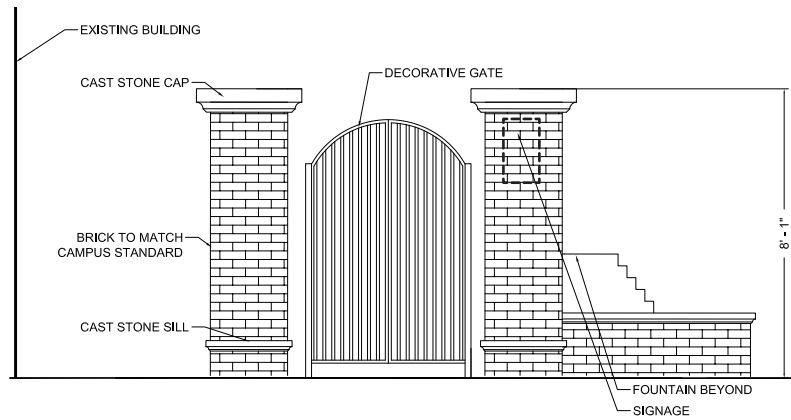 EXISTING BUILDING
CAST STONE CAP
DECORATIVE GATE
BRICK TO MATCH
CAMPUS STANDARD
8' - 1"
CAST STONE SILL
FOUNTAIN BEYOND
SIGNAGE